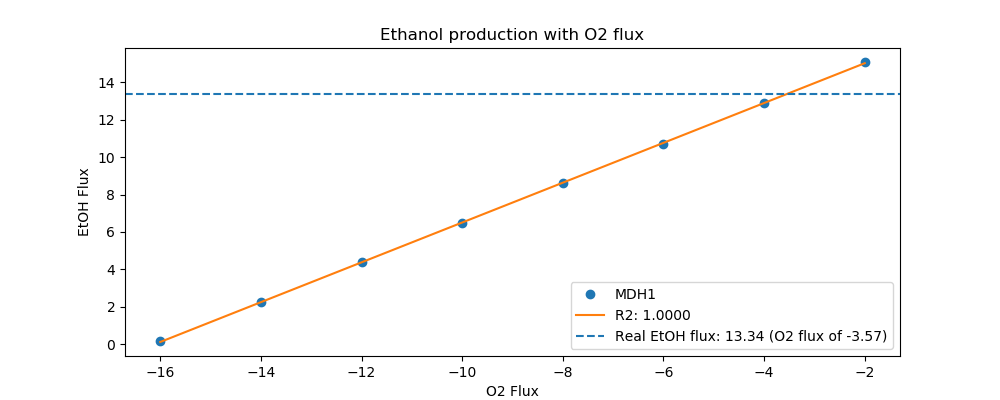 Ethanol production with O2 flux
EtOH Flux
14
12
10
8
6
4
2
0
MDH1
R2: 1.0000
Real EtOH flux: 13.34 (O2 flux of -3.57)
−16 −14 −12 −10 −8 −6 −4 −2
O2 Flux